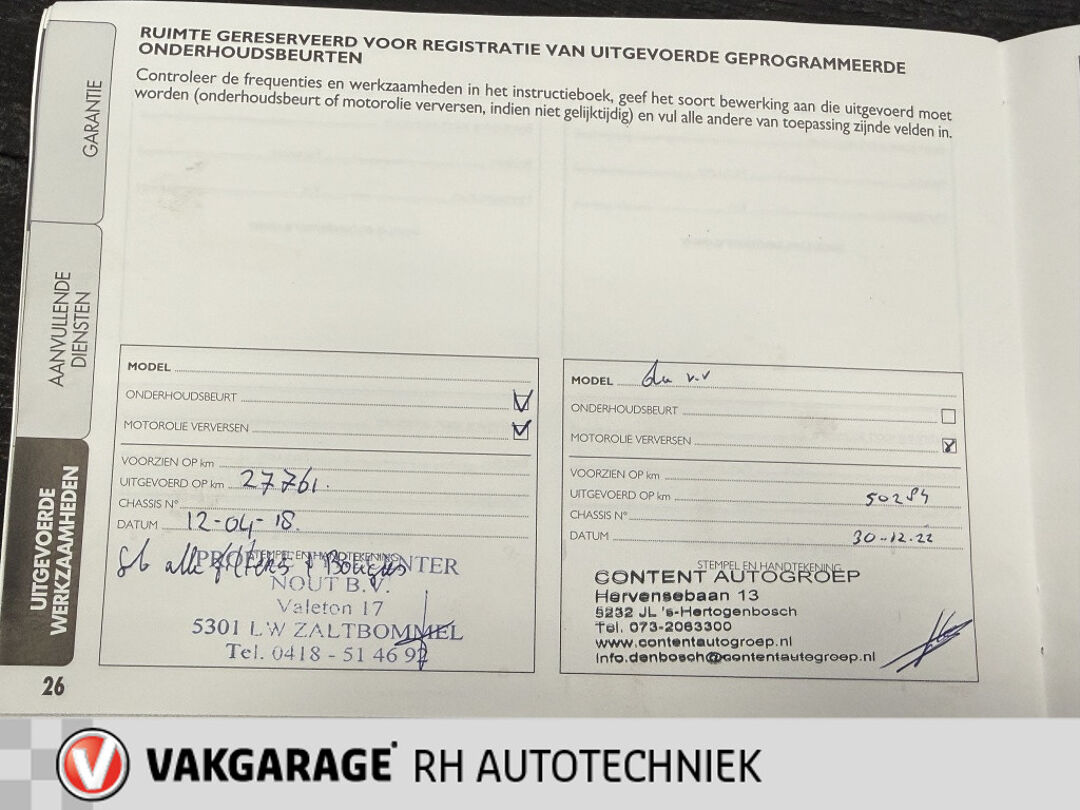 RUIMTE GERESERVEERD VOOR REGISTRATIE VAN UITGEVOERDE GEPROGRAMMEERDE
ONDERHOUDSBEURTEN
Controleer de frequenties en werkzaamheden in het instructieboek, geef het soort bewerking aan die uitgevoerd moet
worden (onderhoudsbeurt of motorolie verversen, indien niet gelijktijdig) en vul alle andere van toepassing zijnde velden in.
GARANTIE
AANVULLENDE
DIENSTEN
UITGEVOERDE
WERKZAAMHEDEN
26
MODEL
ONDERHOUDSBEURT
MOTOROLIE VERVERSEN
VOORZIEN OP km
UITGEVOERD OP km 27761.
CHASSIS N°
DATUM 12-04-18.
STEMPEL EN HANDTEKENING
alle filters + Bougies
NOUT B.V.
Valeton 17
5301 LW ZALTBOMMEL
Tel. 0418 - 51 46 92
MODEL
ONDERHOUDSBEURT
MOTOROLIE VERVERSEN
VOORZIEN OP km
UITGEVOERD OP km 50284
CHASSIS N°
DATUM 30-12-22
STEMPEL EN HANDTEKENING
CONTENT AUTOGROEP
Hervensebaan 13
5232 JL 's-Hertogenbosch
Tel. 073-2063300
www.contentautogroep.nl
Info.denbosch@contentautogroep.nl
VAKGARAGE RH AUTOTECHNIEK